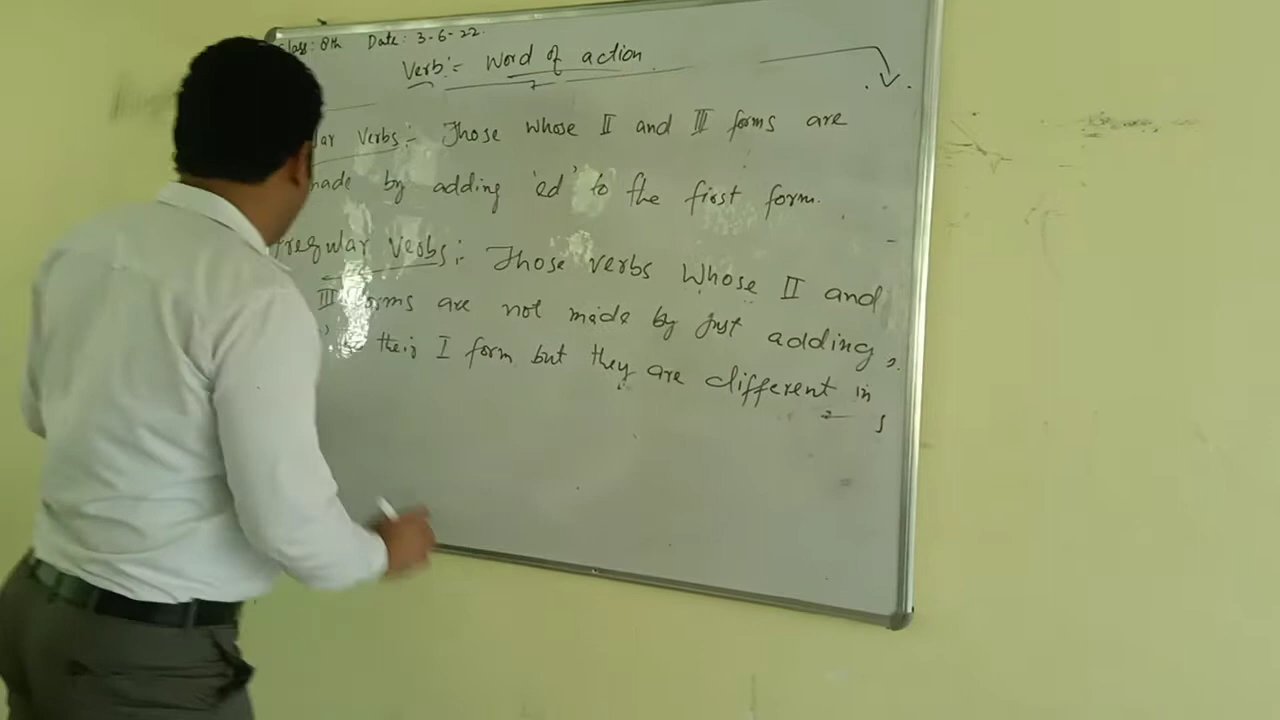 Class: 8th Date: 3-6-22.
Verb:- Word of action
lar Verbs:- Those whose II and III forms are
made by adding 'ed' to the first form.
Irregular Verbs:- Those verbs whose II and
III forms are not made by just adding
their I form but they are different in